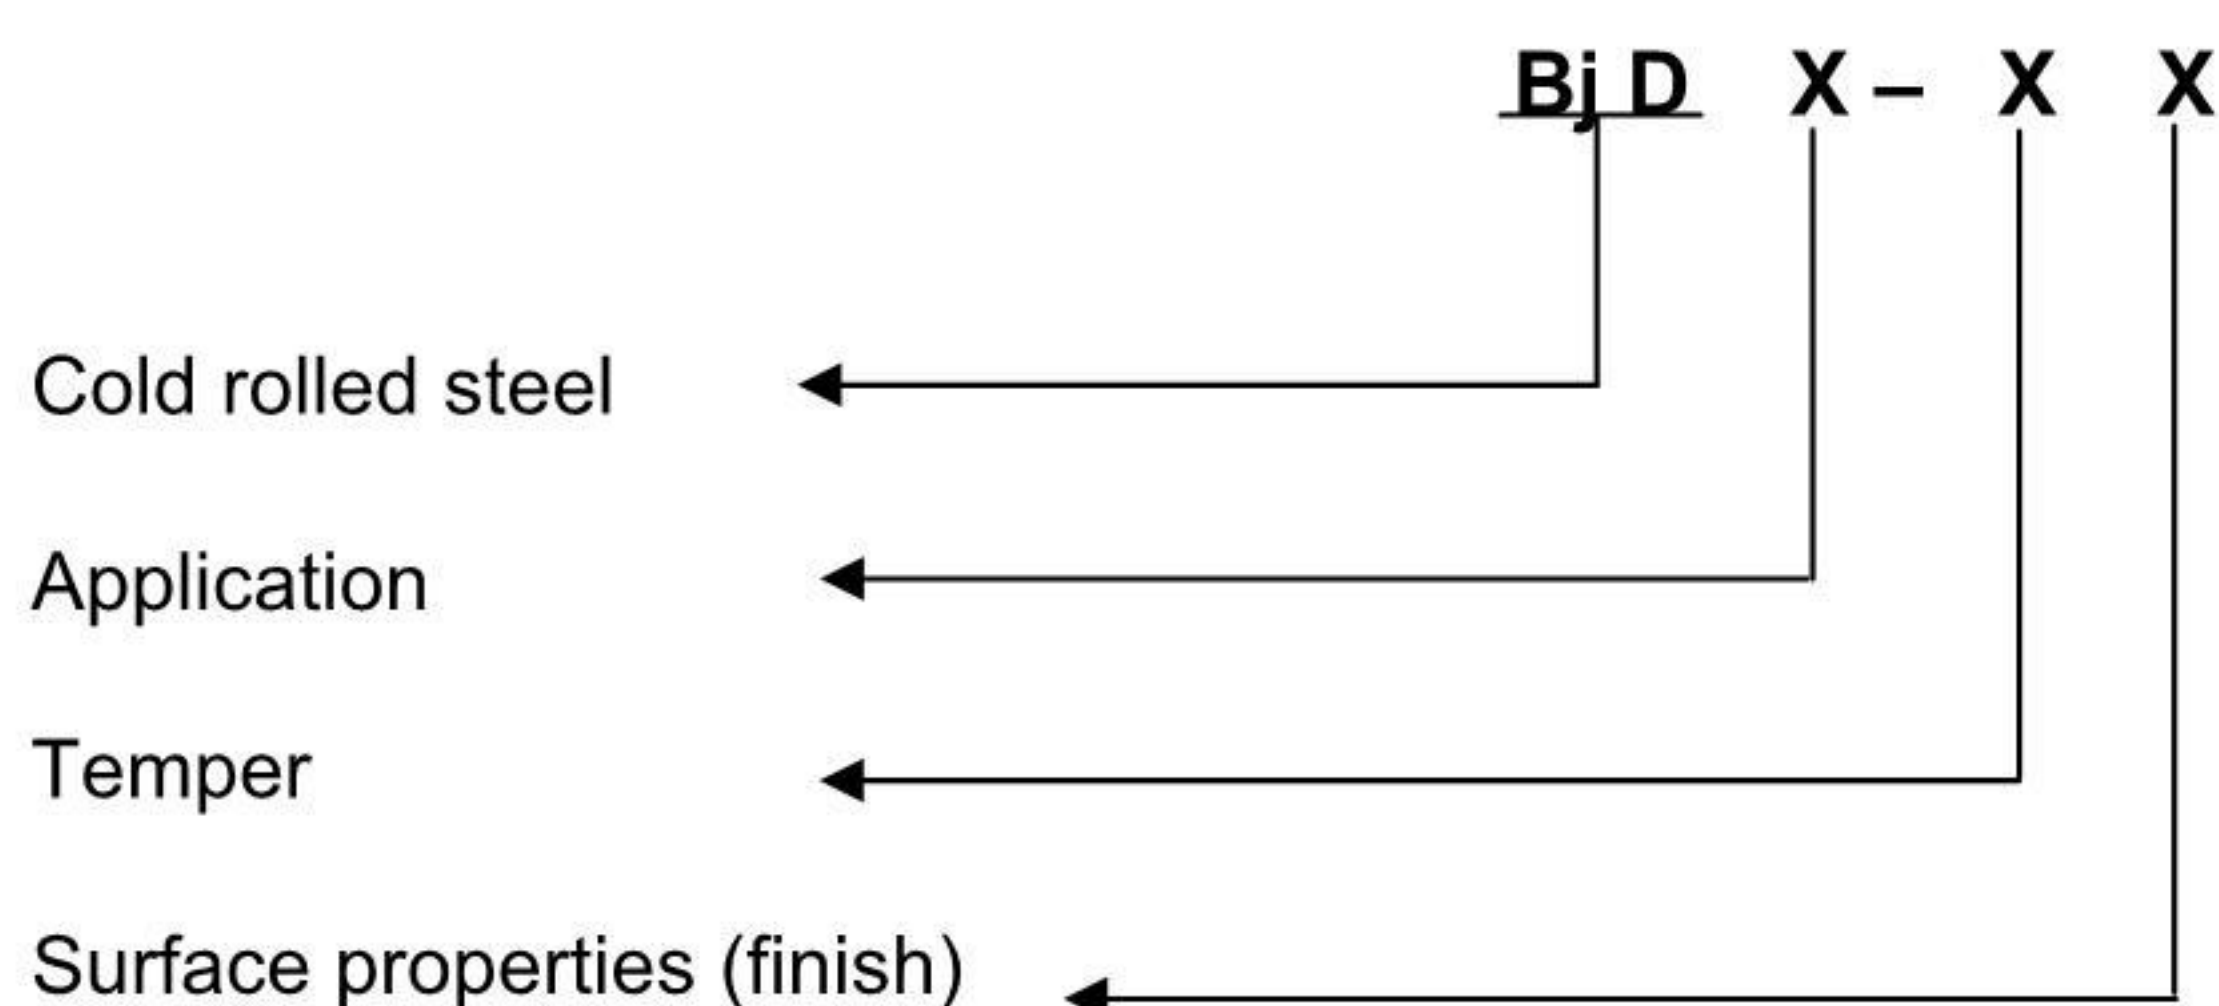 Bj D X – X X
Cold rolled steel
Application
Temper
Surface properties (finish)